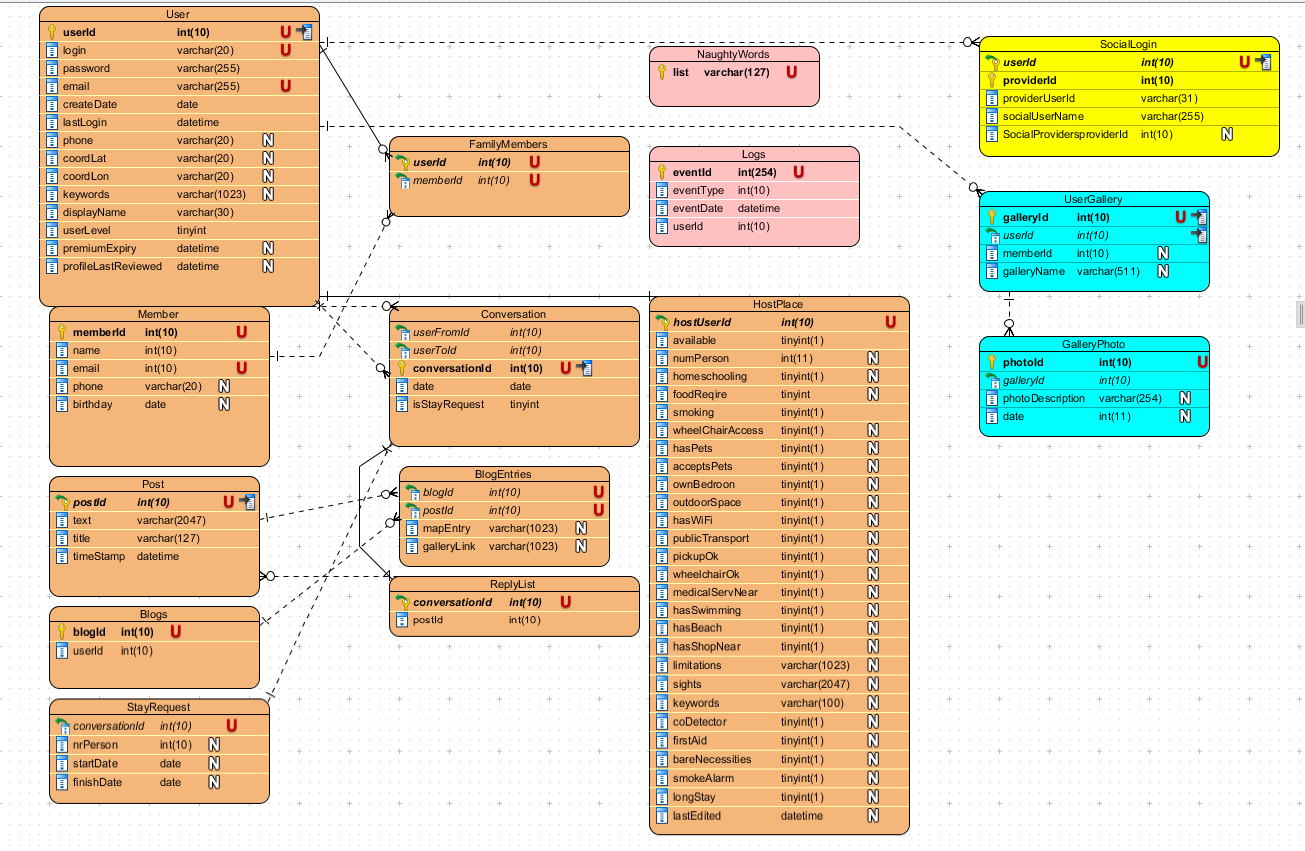 User
userId int(10) U
login varchar(20) U
password varchar(255)
email varchar(255) U
createDate date
lastLogin datetime
phone varchar(20) N
coordLat varchar(20) N
coordLon varchar(20) N
keywords varchar(1023) N
displayName varchar(30)
userLevel tinyint
premiumExpiry datetime N
profileLastReviewed datetime N
NaughtyWords
list varchar(127) U
SocialLogin
userId int(10) U
providerId int(10)
providerUserId varchar(31)
socialUserName varchar(255)
SocialProvidersproviderId int(10) N
FamilyMembers
userId int(10) U
memberId int(10) U
Logs
eventId int(254) U
eventType int(10)
eventDate datetime
userId int(10)
UserGallery
galleryId int(10) U
userId int(10)
memberId int(10) N
galleryName varchar(511) N
Member
memberId int(10) U
name int(10)
email int(10) U
phone varchar(20) N
birthday date N
Conversation
userFromId int(10)
userToId int(10)
conversationId int(10) U
date date
isStayRequest tinyint
HostPlace
hostUserId int(10) U
available tinyint(1)
numPerson int(11) N
homeschooling tinyint(1) N
foodReqire tinyint N
smoking tinyint(1)
wheelChairAccess tinyint(1) N
hasPets tinyint(1) N
acceptsPets tinyint(1) N
ownBedroon tinyint(1) N
outdoorSpace tinyint(1) N
hasWiFi tinyint(1) N
publicTransport tinyint(1) N
pickupOk tinyint(1) N
wheelchairOk tinyint(1) N
medicalServNear tinyint(1) N
hasSwimming tinyint(1) N
hasBeach tinyint(1) N
hasShopNear tinyint(1) N
limitations varchar(1023) N
sights varchar(2047) N
keywords varchar(100) N
coDetector tinyint(1) N
firstAid tinyint(1) N
bareNecessities tinyint(1) N
smokeAlarm tinyint(1) N
longStay tinyint(1) N
lastEdited datetime N
GalleryPhoto
photoId int(10) U
galleryId int(10)
photoDescription varchar(254) N
date int(11) N
Post
postId int(10) U
text varchar(2047)
title varchar(127)
timeStamp datetime
BlogEntries
blogId int(10) U
postId int(10) U
mapEntry varchar(1023) N
galleryLink varchar(1023) N
ReplyList
conversationId int(10) U
postId int(10)
Blogs
blogId int(10) U
userId int(10)
StayRequest
conversationId int(10) U
nrPerson int(10) N
startDate date N
finishDate date N